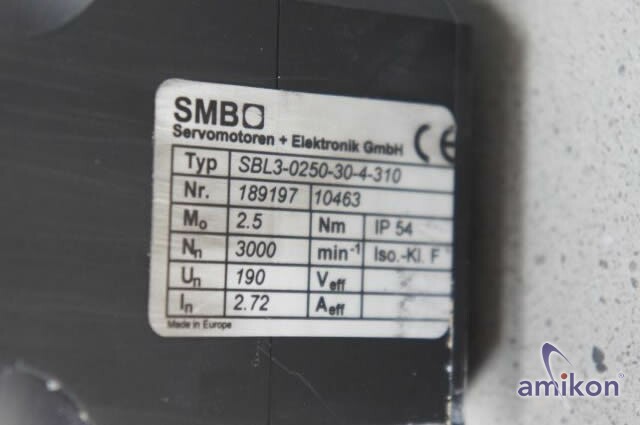 SMB
Servomotoren + Elektronik GmbH CE
Typ SBL3-0250-30-4-310
Nr. 189197 10463
Mo 2.5 Nm IP 54
Nn 3000 min⁻¹ Iso.-Kl. F
Un 190 Veff
In 2.72 Aeff
Made in Europe
amikon